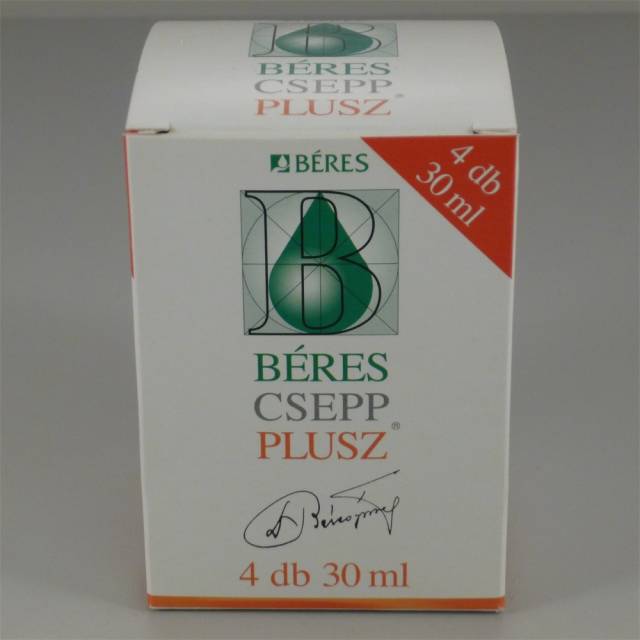 B
BÉRES
CSEPP
PLUSZ®
BÉRES
4 db
30 ml
B
BÉRES
CSEPP
PLUSZ®
4 db 30 ml